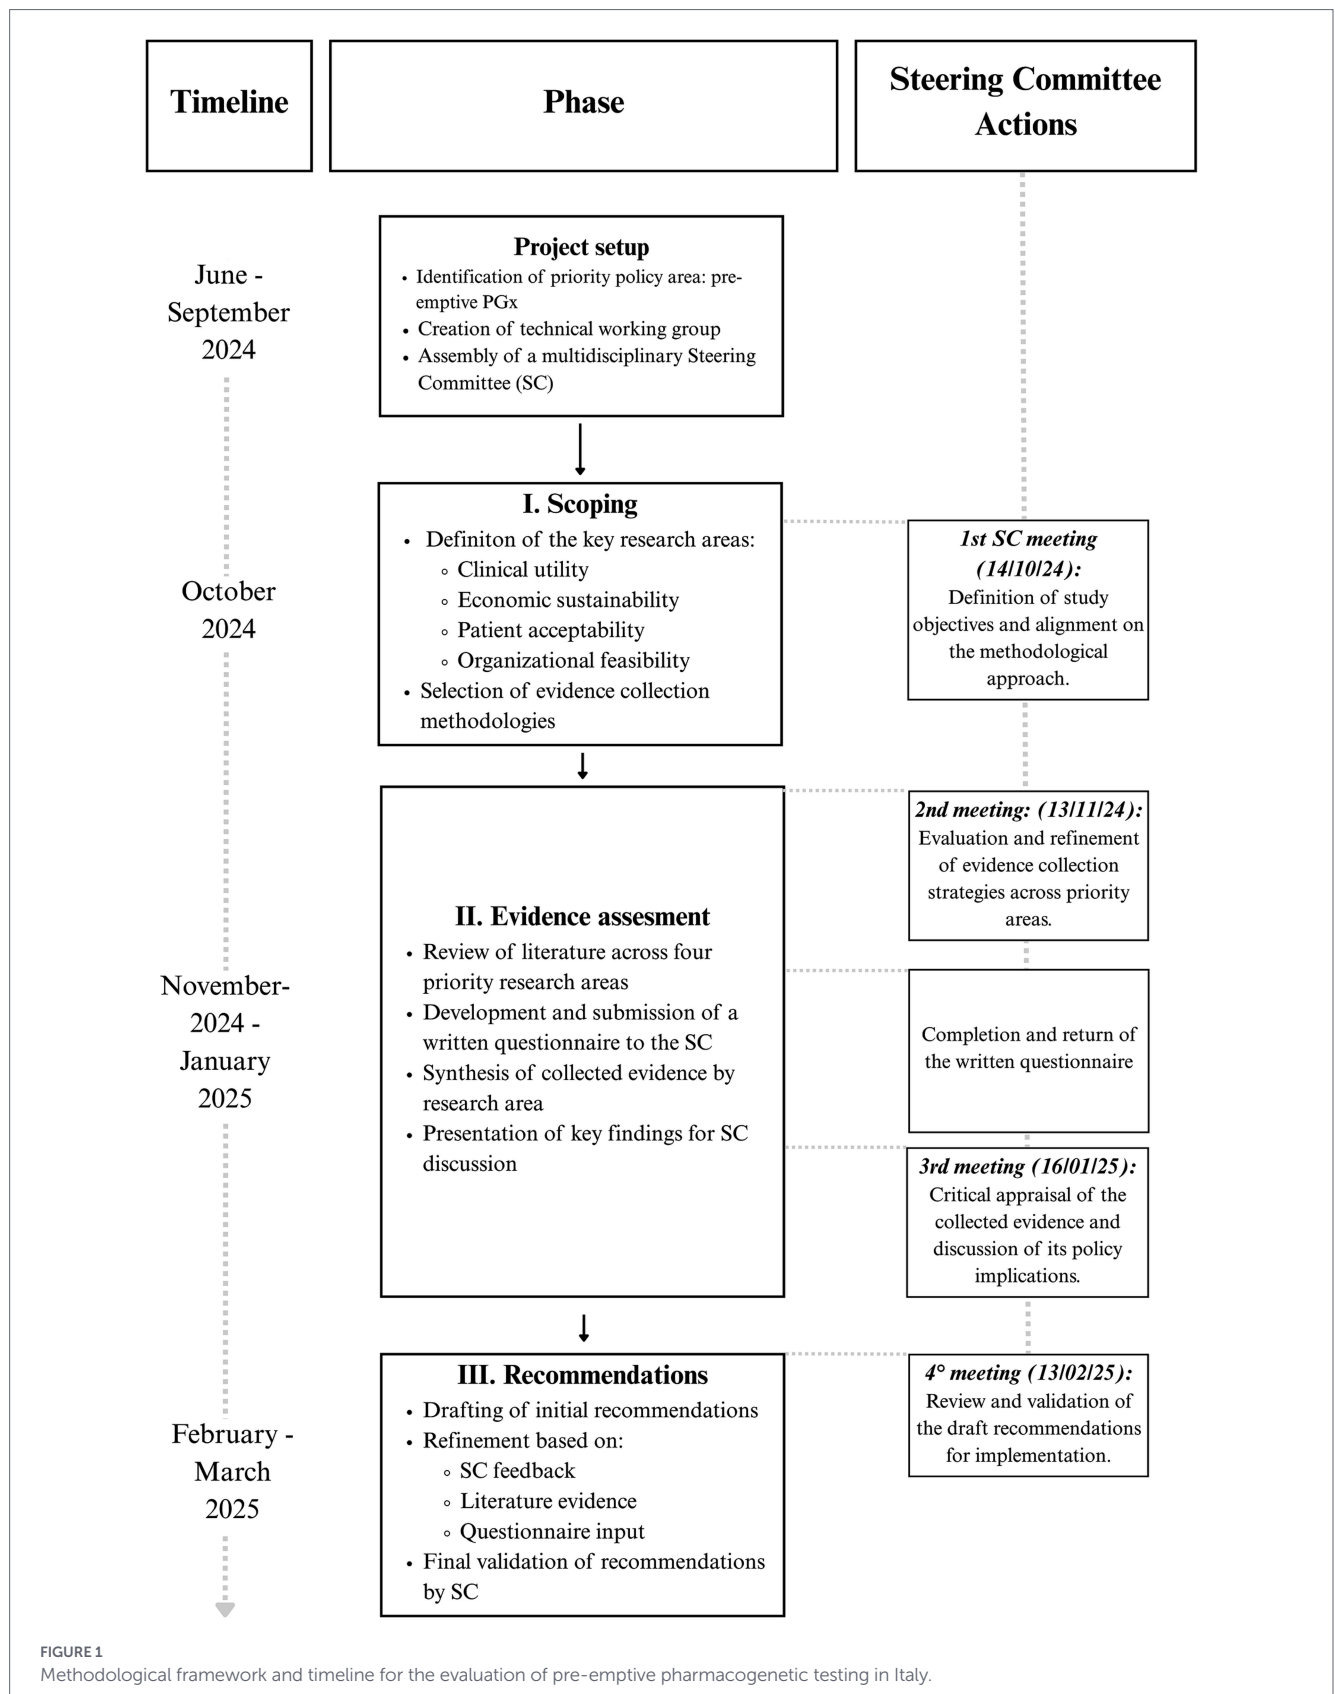 Timeline
Phase
Steering Committee
Actions
June -
September
2024
Project setup
• Identification of priority policy area: pre-
emptive PGx
• Creation of technical working group
• Assembly of a multidisciplinary Steering
Committee (SC)
October
2024
I. Scoping
• Definiton of the key research areas:
◦ Clinical utility
◦ Economic sustainability
◦ Patient acceptability
◦ Organizational feasibility
• Selection of evidence collection
methodologies
1st SC meeting
(14/10/24):
Definition of study
objectives and alignment on
the methodological
approach.
November-
2024 -
January
2025
II. Evidence assesment
• Review of literature across four
priority research areas
• Development and submission of a
written questionnaire to the SC
• Synthesis of collected evidence by
research area
• Presentation of key findings for SC
discussion
2nd meeting: (13/11/24):
Evaluation and refinement
of evidence collection
strategies across priority
areas.
Completion and return of
the written questionnaire
3rd meeting (16/01/25):
Critical appraisal of the
collected evidence and
discussion of its policy
implications.
February -
March
2025
III. Recommendations
• Drafting of initial recommendations
• Refinement based on:
◦ SC feedback
◦ Literature evidence
◦ Questionnaire input
• Final validation of recommendations
by SC
4° meeting (13/02/25):
Review and validation of
the draft recommendations
for implementation.
FIGURE 1
Methodological framework and timeline for the evaluation of pre-emptive pharmacogenetic testing in Italy.